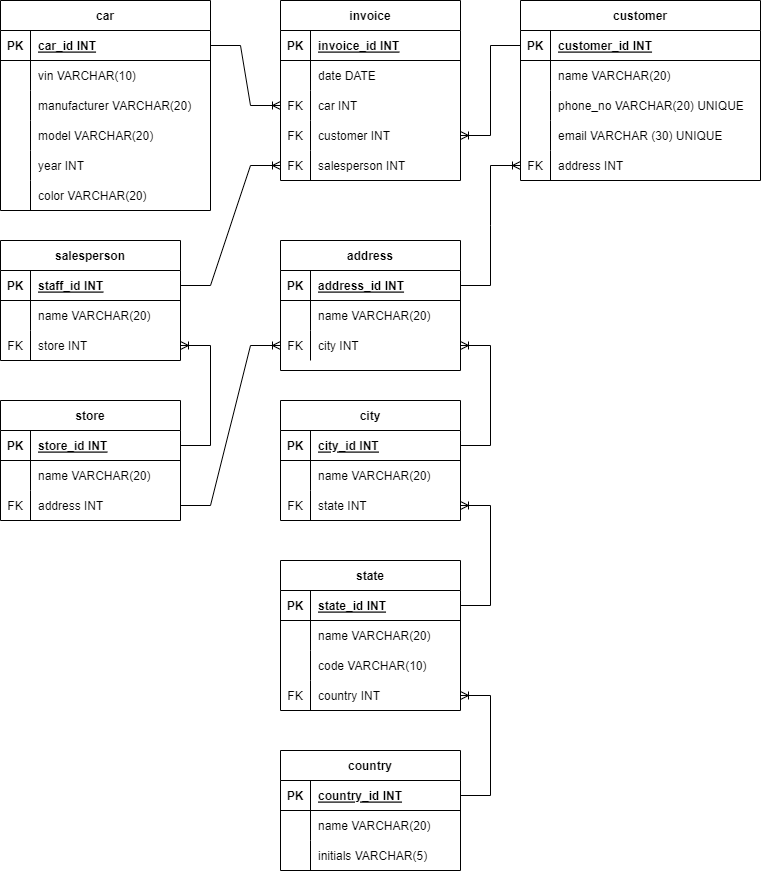 car
PK car_id INT
vin VARCHAR(10)
manufacturer VARCHAR(20)
model VARCHAR(20)
year INT
color VARCHAR(20)
invoice
PK invoice_id INT
date DATE
FK car INT
FK customer INT
FK salesperson INT
customer
PK customer_id INT
name VARCHAR(20)
phone_no VARCHAR(20) UNIQUE
email VARCHAR (30) UNIQUE
FK address INT
salesperson
PK staff_id INT
name VARCHAR(20)
FK store INT
address
PK address_id INT
name VARCHAR(20)
FK city INT
store
PK store_id INT
name VARCHAR(20)
FK address INT
city
PK city_id INT
name VARCHAR(20)
FK state INT
state
PK state_id INT
name VARCHAR(20)
code VARCHAR(10)
FK country INT
country
PK country_id INT
name VARCHAR(20)
initials VARCHAR(5)